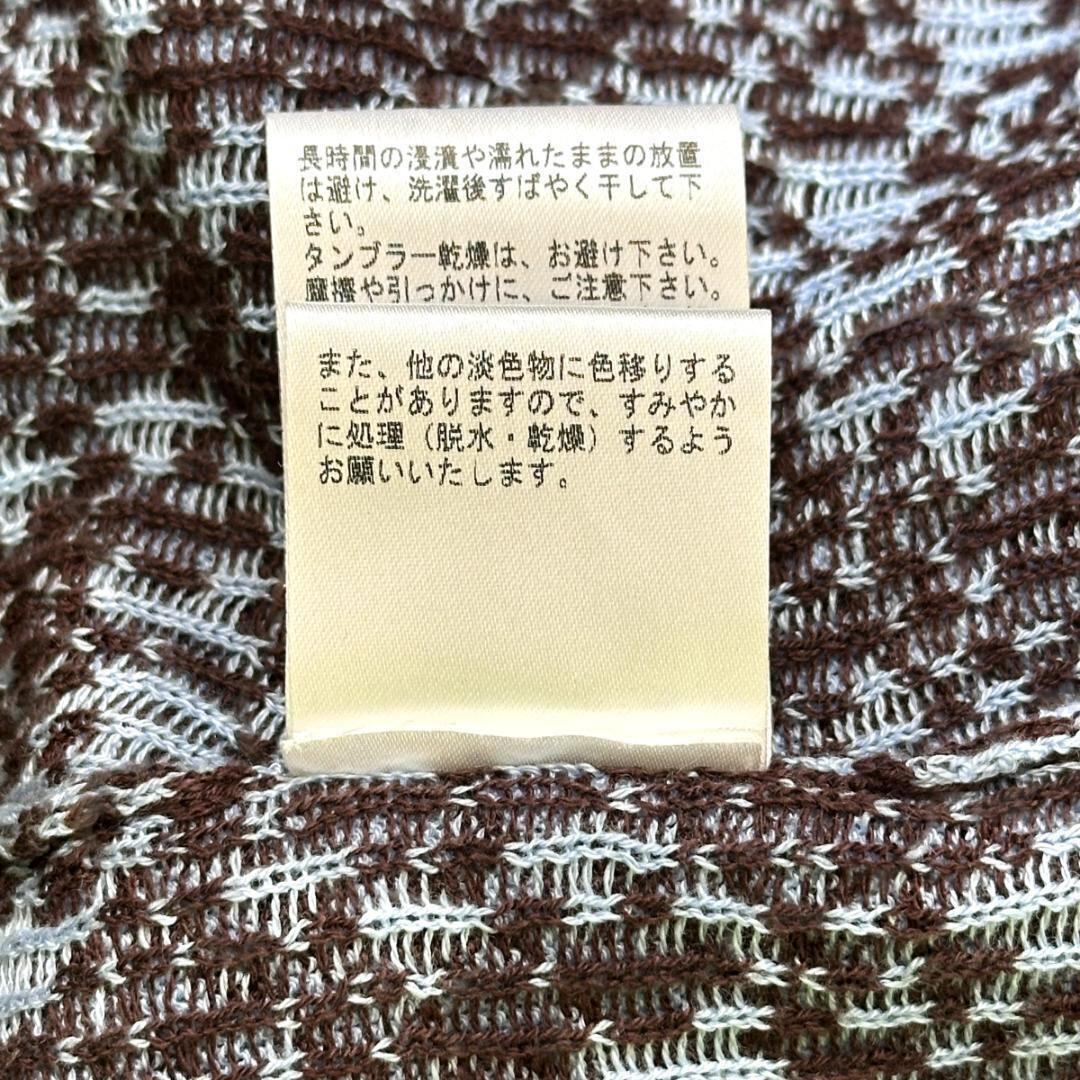 長時間の浸漬や濡れたままの放置
は避け、洗濯後すばやく干して下
さい。
タンブラー乾燥は、お避け下さい。
摩擦や引っかけに、ご注意下さい。
また、他の淡色物に色移りする
ことがありますので、すみやか
に処理（脱水・乾燥）するよう
お願いいたします。